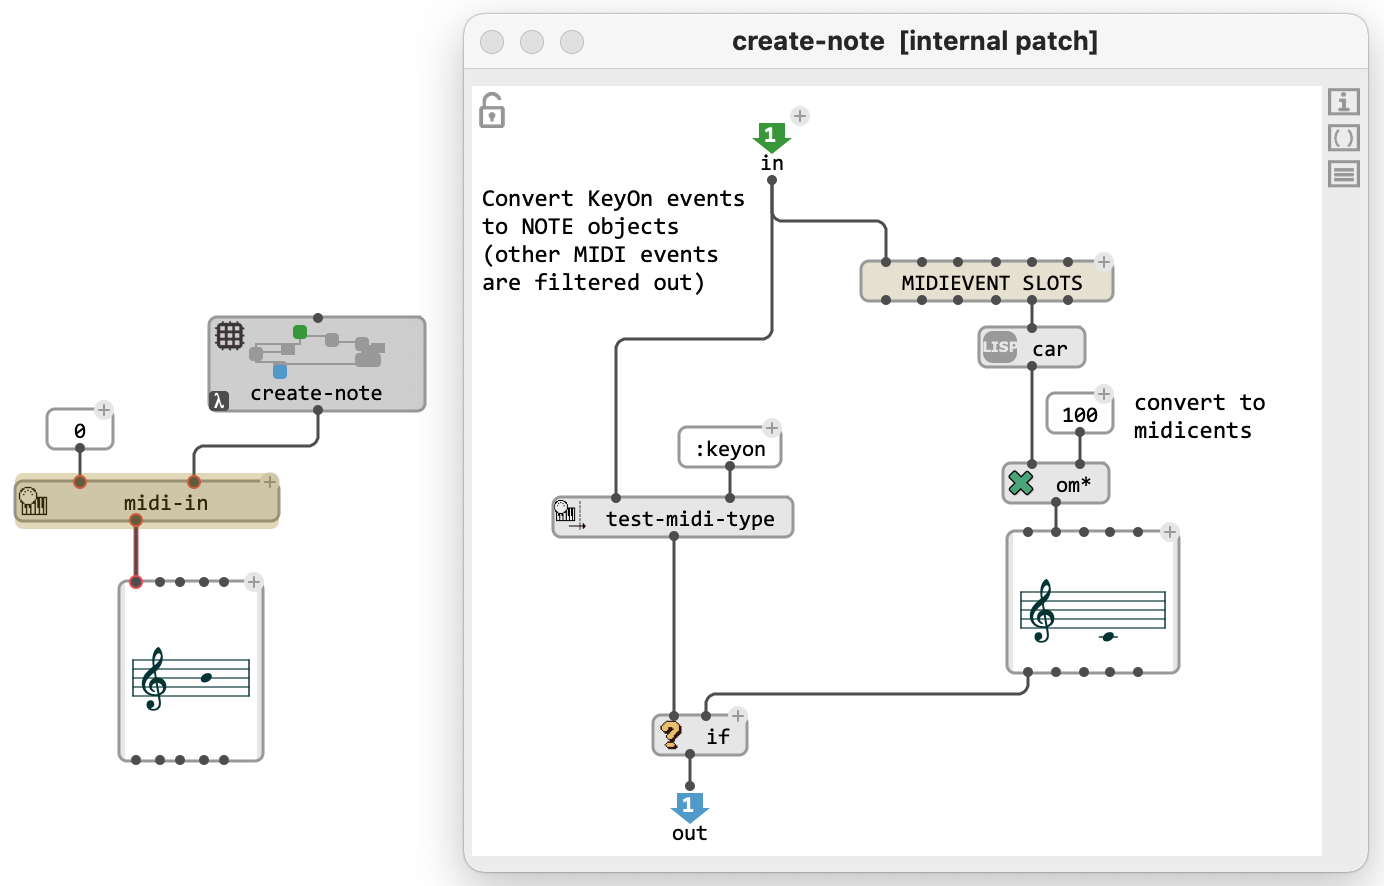 create-note [internal patch]
1
in
Convert KeyOn events
to NOTE objects
(other MIDI events
are filtered out)
MIDIEVENT SLOTS
LISP car
100
convert to
midicents
om*
:keyon
test-midi-type
if
1
out
λ
create-note
0
midi-in